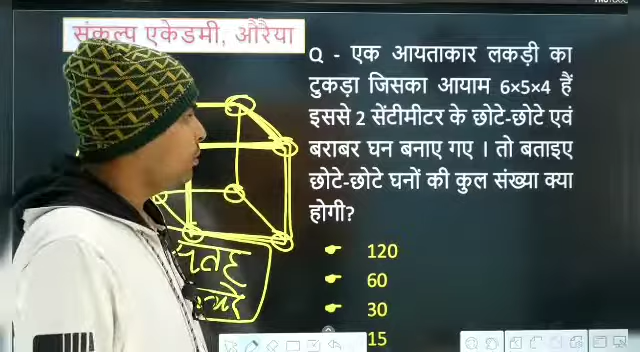 संकल्प एकेडमी, औरैया
Q - एक आयताकार लकड़ी का
टुकड़ा जिसका आयाम 6×5×4 हैं
इससे 2 सेंटीमीटर के छोटे-छोटे एवं
बराबर घन बनाए गए । तो बताइए
छोटे-छोटे घनों की कुल संख्या क्या
होगी?
120
60
30
15